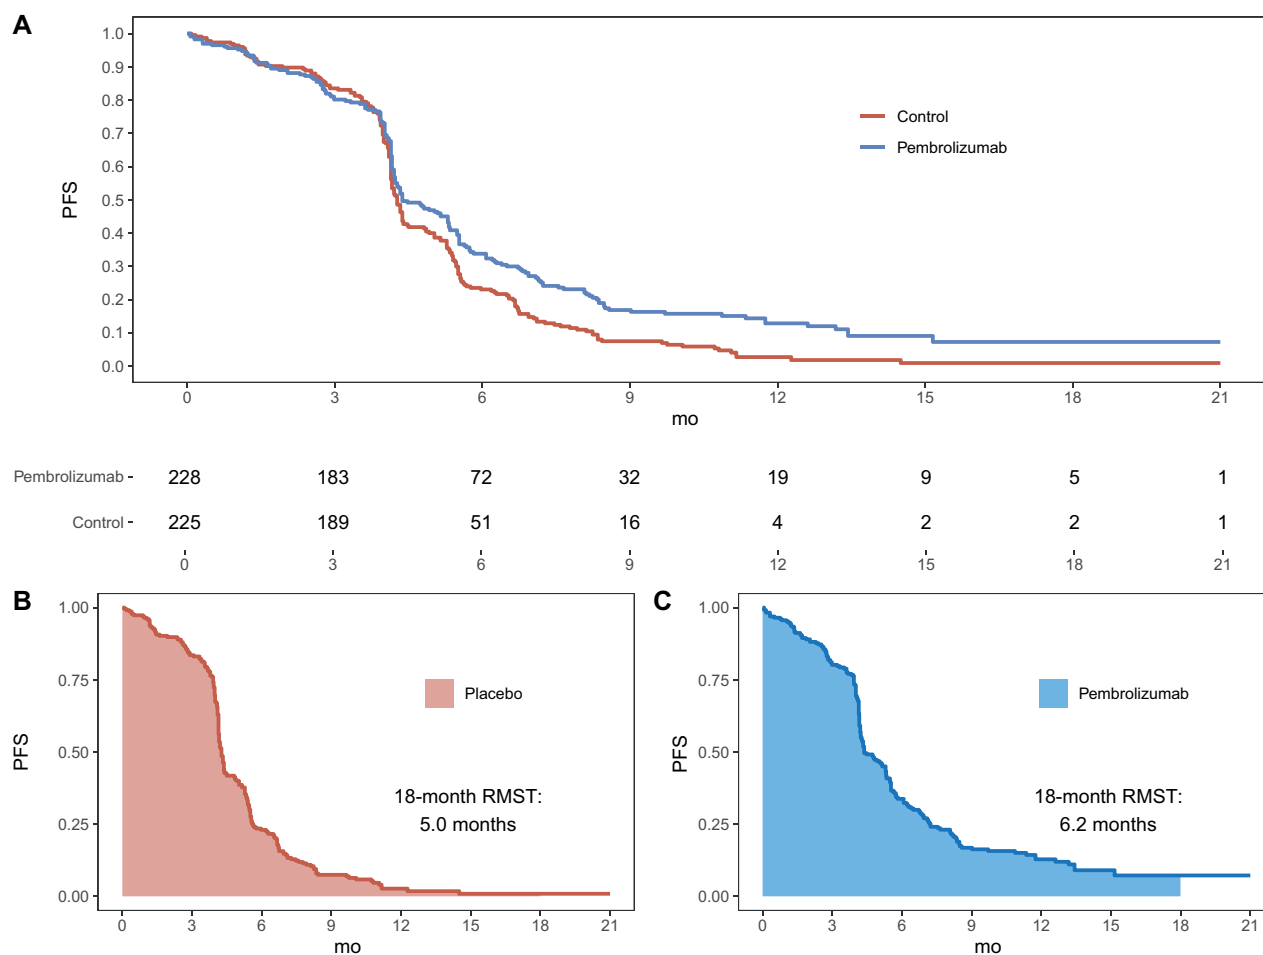 A
1.0
0.9
0.8
0.7
0.6
0.5
0.4
0.3
0.2
0.1
0.0
PFS
Control
Pembrolizumab
0 3 6 9 12 15 18 21
mo
Pembrolizumab 228 183 72 32 19 9 5 1
Control 225 189 51 16 4 2 2 1
0 3 6 9 12 15 18 21
B
1.00
0.75
0.50
0.25
0.00
PFS
Placebo
18-month RMST:
5.0 months
0 3 6 9 12 15 18 21
mo
C
1.00
0.75
0.50
0.25
0.00
PFS
Pembrolizumab
18-month RMST:
6.2 months
0 3 6 9 12 15 18 21
mo